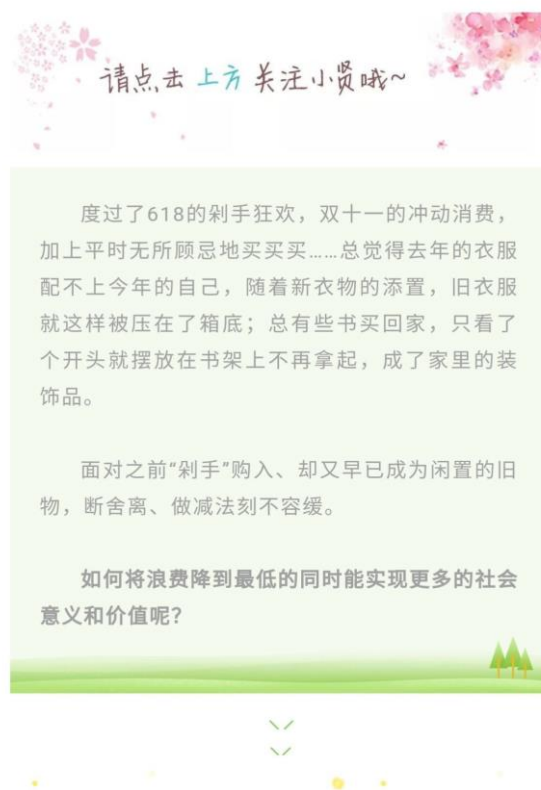 请点击上方关注小贤哦~
度过了618的剁手狂欢，双十一的冲动消费，
加上平时无所顾忌地买买买……总觉得去年的衣服
配不上今年的自己，随着新衣物的添置，旧衣服
就这样被压在了箱底；总有些书买回家，只看了
个开头就摆放在书架上不再拿起，成了家里的装
饰品。
面对之前“剁手”购入、却又早已成为闲置的旧
物，断舍离、做减法刻不容缓。
如何将浪费降到最低的同时能实现更多的社会
意义和价值呢？